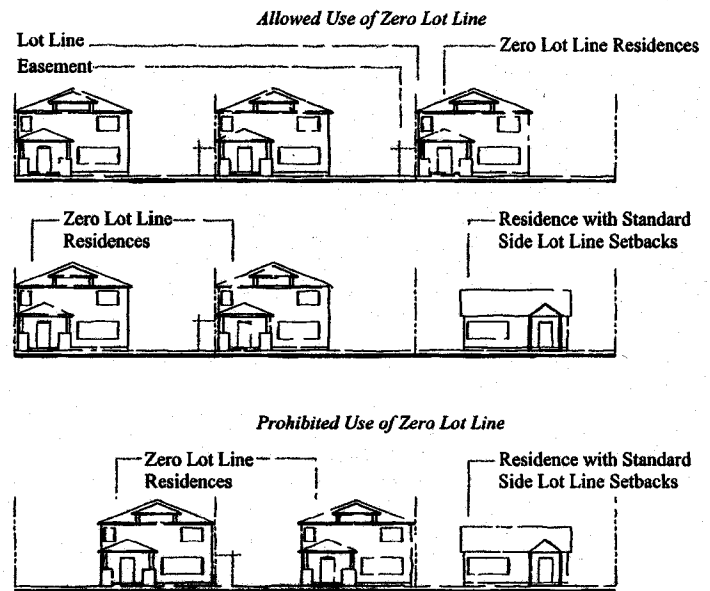 Allowed Use of Zero Lot Line
Lot Line
Zero Lot Line Residences
Easement
Zero Lot Line
Residences
Residence with Standard
Side Lot Line Setbacks
Prohibited Use of Zero Lot Line
Zero Lot Line
Residences
Residence with Standard
Side Lot Line Setbacks